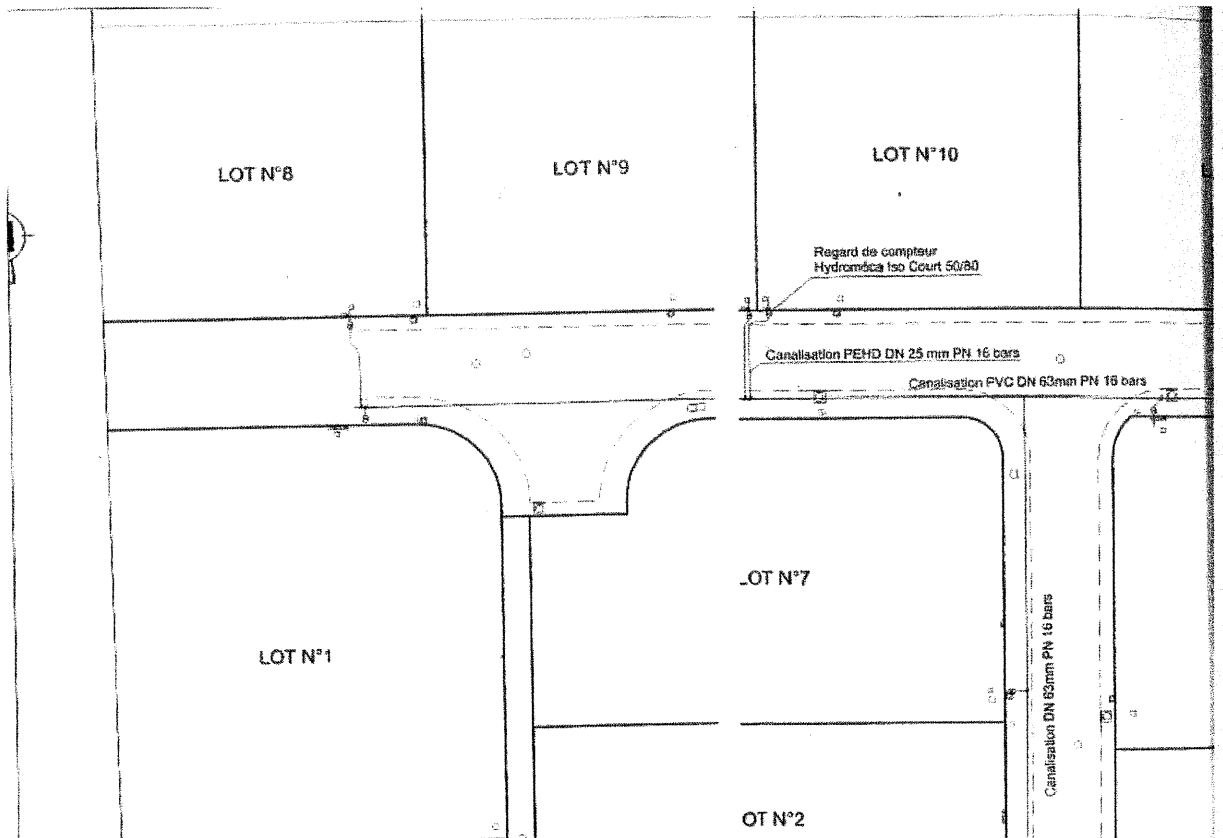 LOT N°8
LOT N°9
LOT N°10
Regard de compteur
Hydroméca Iso Court 50/80
Canalisation PEHD DN 25 mm PN 16 bars
Canalisation PVC DN 63mm PN 16 bars
OT N°7
LOT N°1
Canalisation DN 63mm PN 16 bars
OT N°2